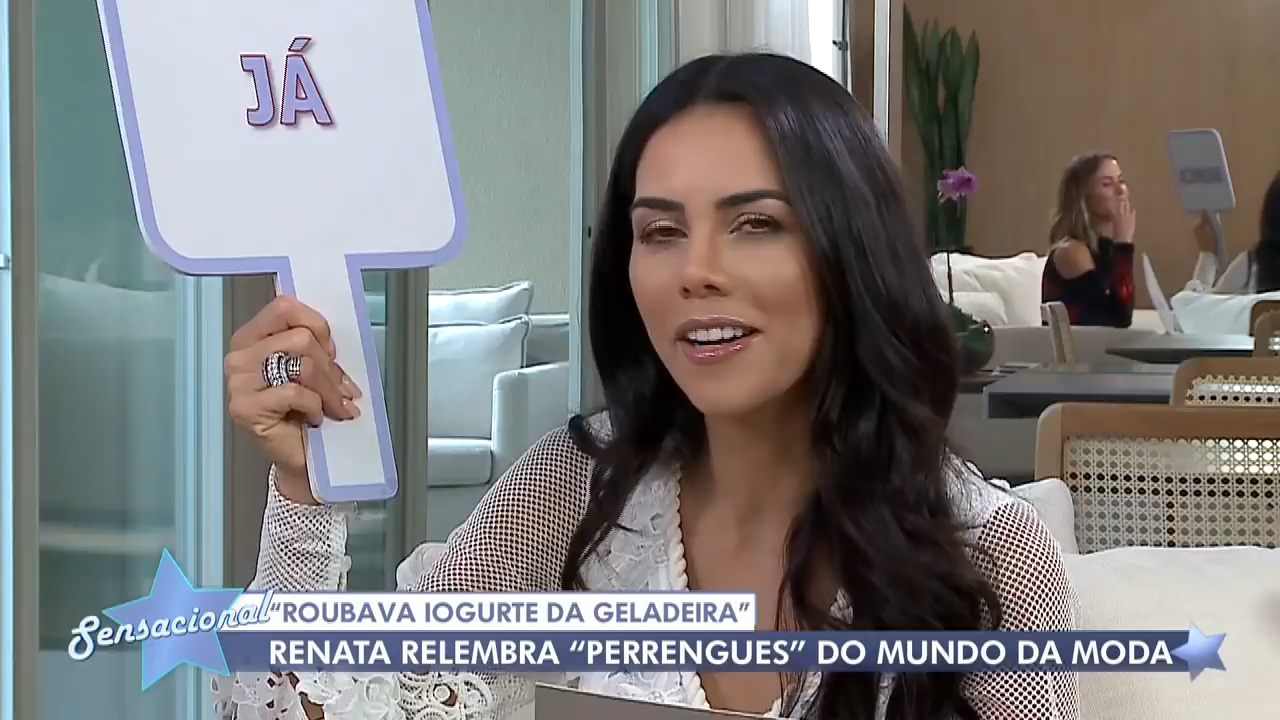 JÁ
Sensacional
“ROUBAVA IOGURTE DA GELADEIRA”
RENATA RELEMBRA “PERRENGUES” DO MUNDO DA MODA